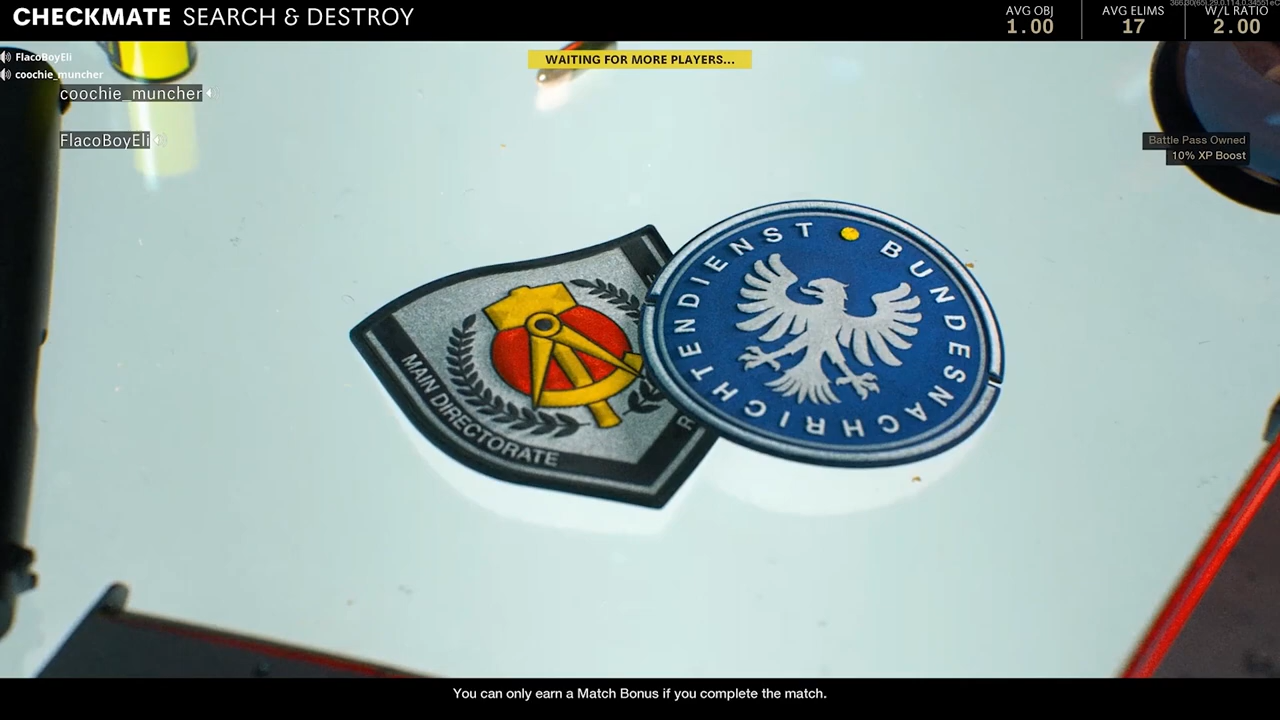 CHECKMATE SEARCH & DESTROY
AVG OBJ
1.00
AVG ELIMS
17
W/L RATIO
2.00
FlacoBoyEli
coochie_muncher
coochie_muncher
FlacoBoyEli
WAITING FOR MORE PLAYERS...
Battle Pass Owned
10% XP Boost
MAIN DIRECTORATE
R
BUNDESNACHRICHTENDIENST
You can only earn a Match Bonus if you complete the match.